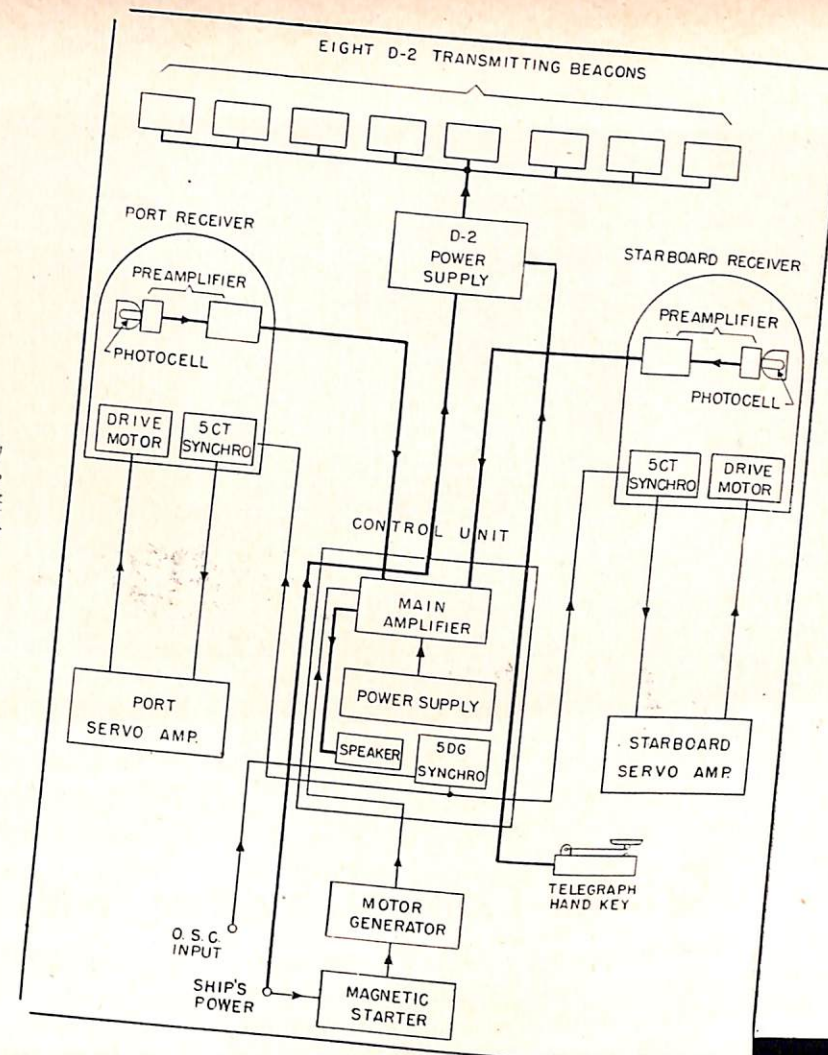 EIGHT D-2 TRANSMITTING BEACONS
D-2
POWER
SUPPLY
PORT RECEIVER
PREAMPLIFIER
PHOTOCELL
DRIVE
MOTOR
5CT
SYNCHRO
STARBOARD RECEIVER
PREAMPLIFIER
PHOTOCELL
5CT
SYNCHRO
DRIVE
MOTOR
CONTROL UNIT
MAIN
AMPLIFIER
POWER SUPPLY
SPEAKER
5DG
SYNCHRO
PORT
SERVO AMP.
STARBOARD
SERVO AMP.
TELEGRAPH
HAND KEY
MOTOR
GENERATOR
O. S. C.
INPUT
SHIP'S
POWER
MAGNETIC
STARTER